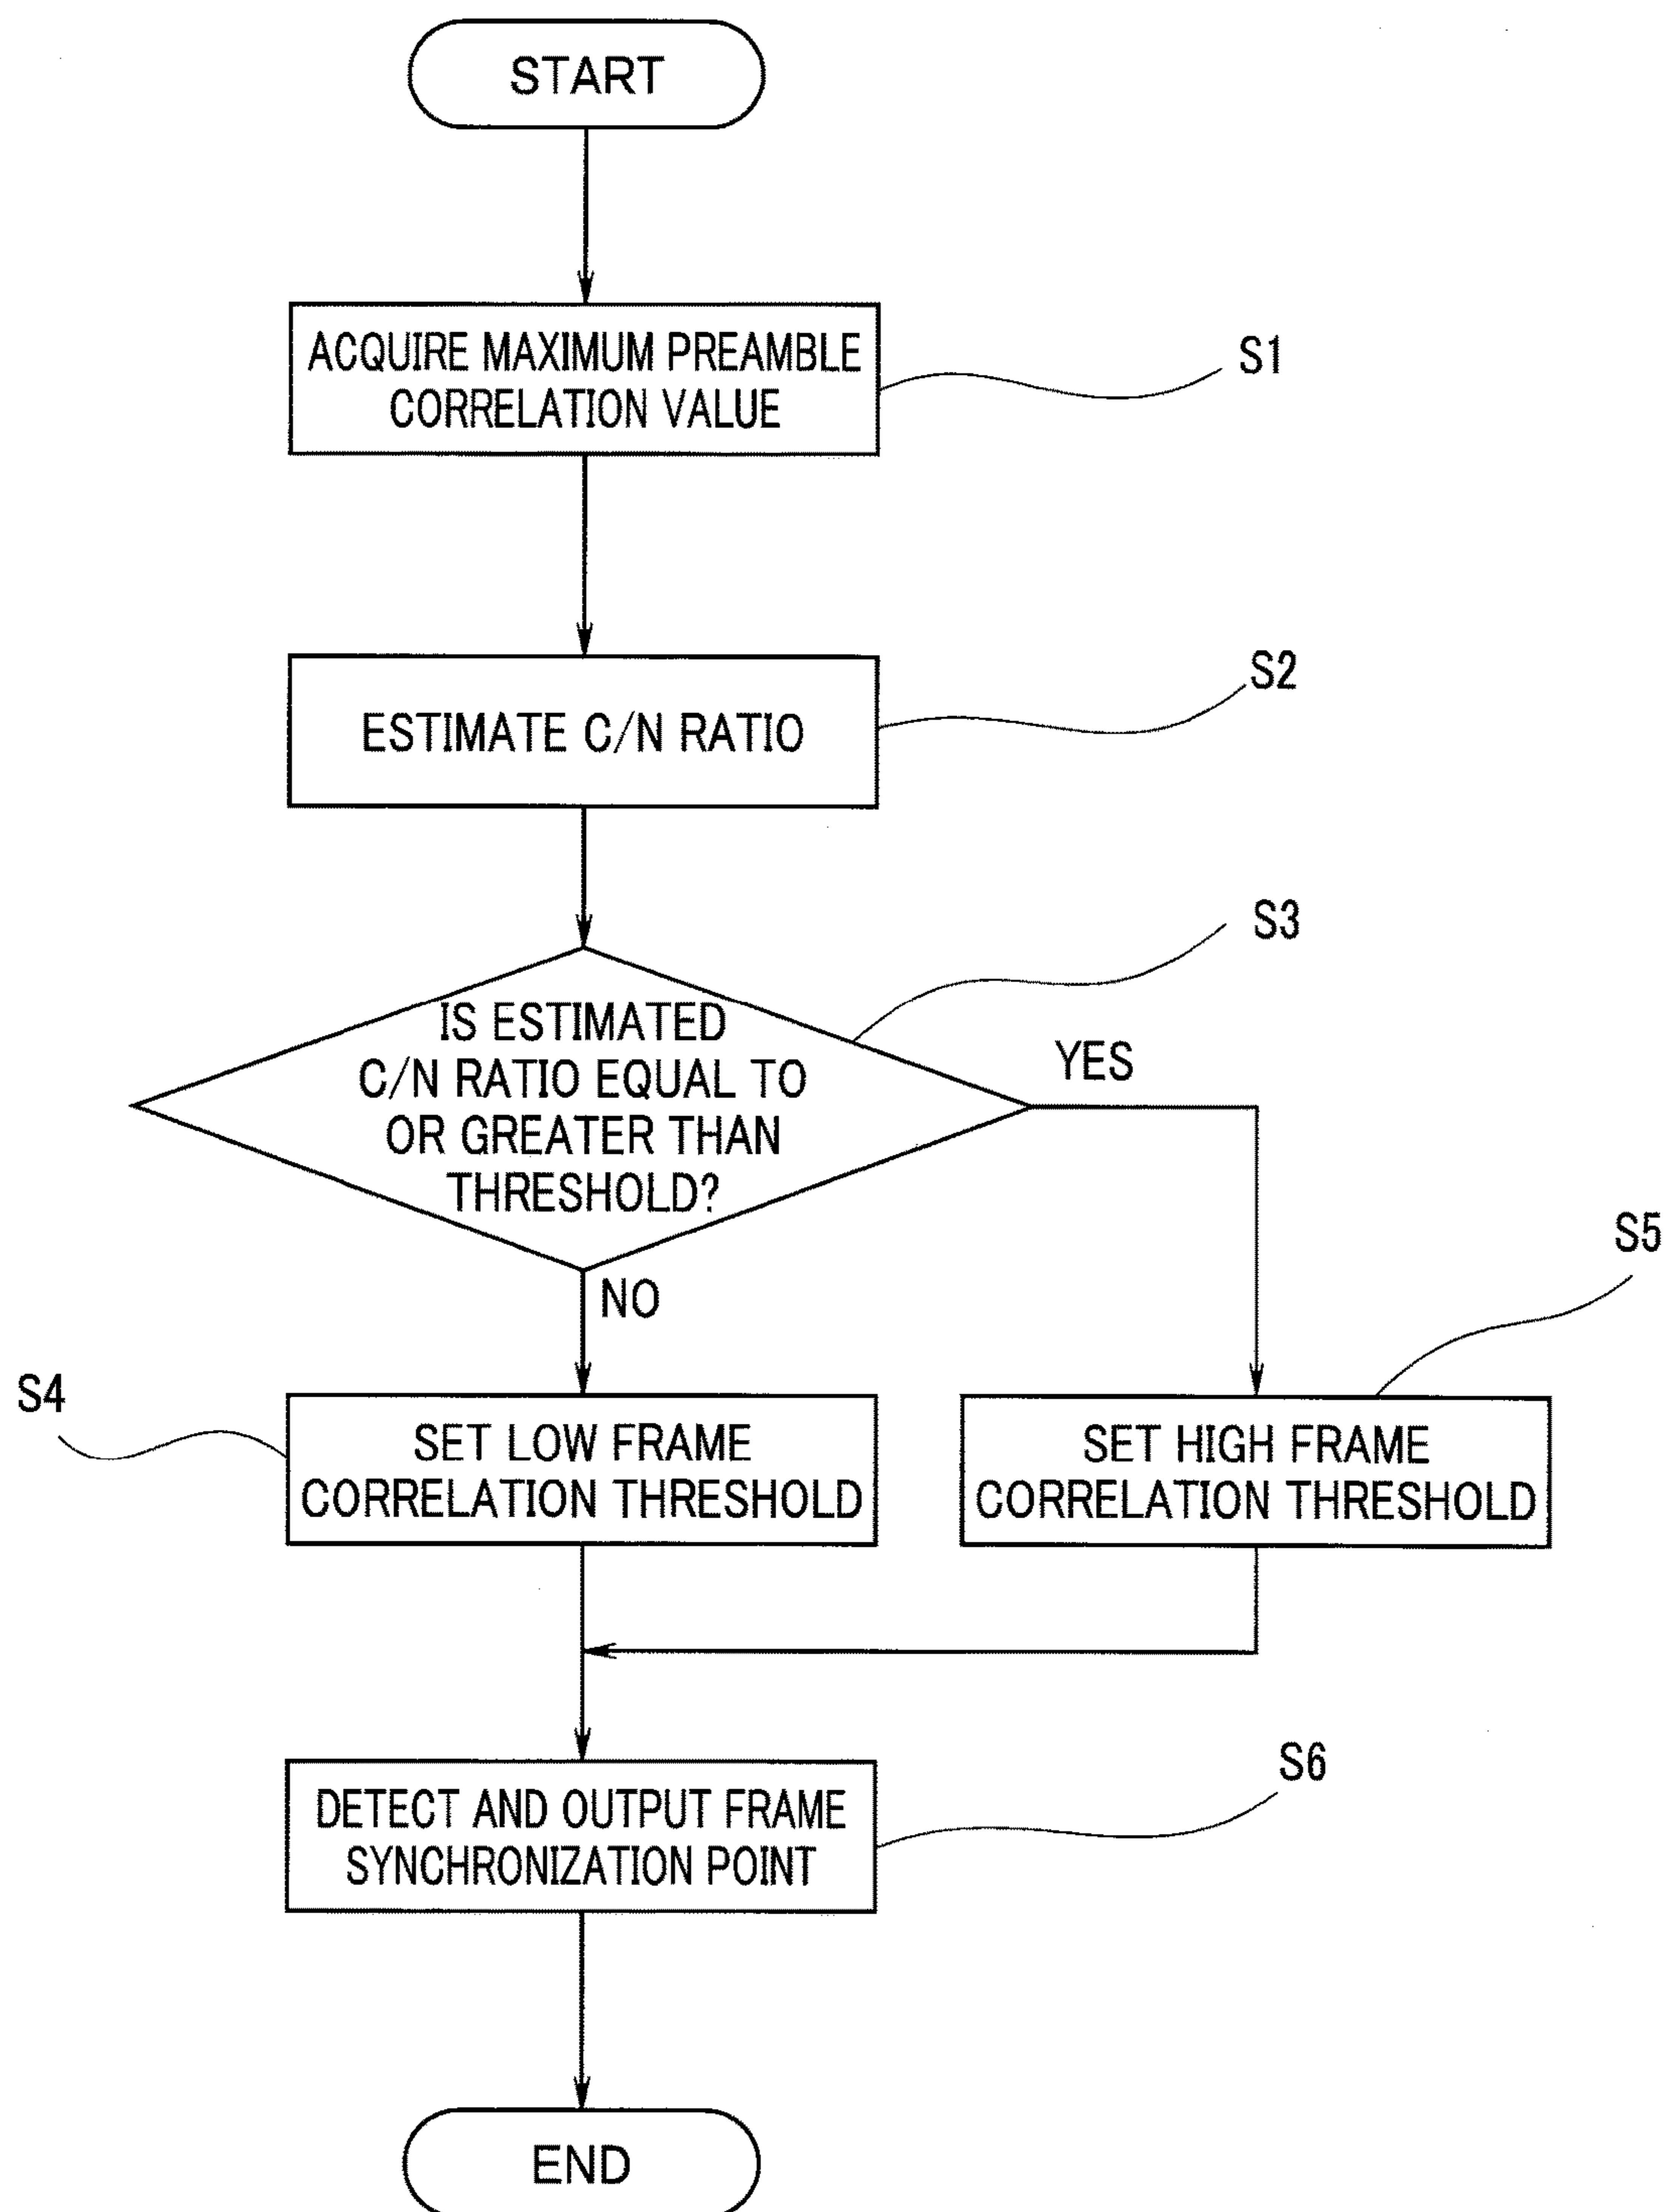 START
ACQUIRE MAXIMUM PREAMBLE
CORRELATION VALUE
S1
ESTIMATE C/N RATIO
S2
S3
IS ESTIMATED
C/N RATIO EQUAL TO
OR GREATER THAN
THRESHOLD?
YES
NO
S5
S4
SET LOW FRAME
CORRELATION THRESHOLD
SET HIGH FRAME
CORRELATION THRESHOLD
S6
DETECT AND OUTPUT FRAME
SYNCHRONIZATION POINT
END